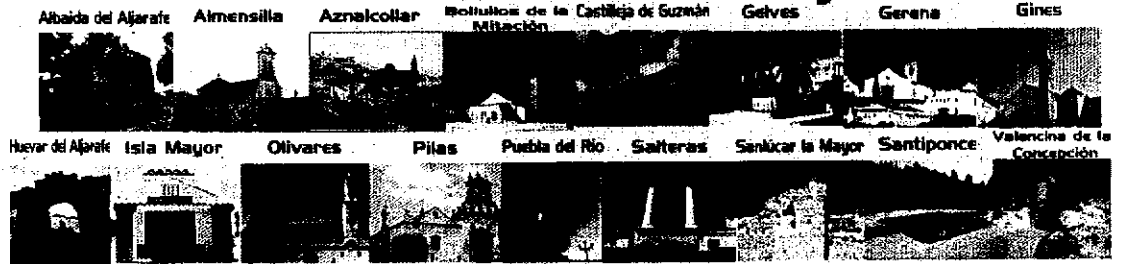 Albaida del Aljarafe Almensilla Aznalcollar Bollullos de la Mitación Castilleja de Guzmán Gelves Gerena Gines
Huevar del Aljarafe Isla Mayor Olivares Pilas Puebla del Río Salteras Sanlúcar la Mayor Santiponce Valencina de la Concepción